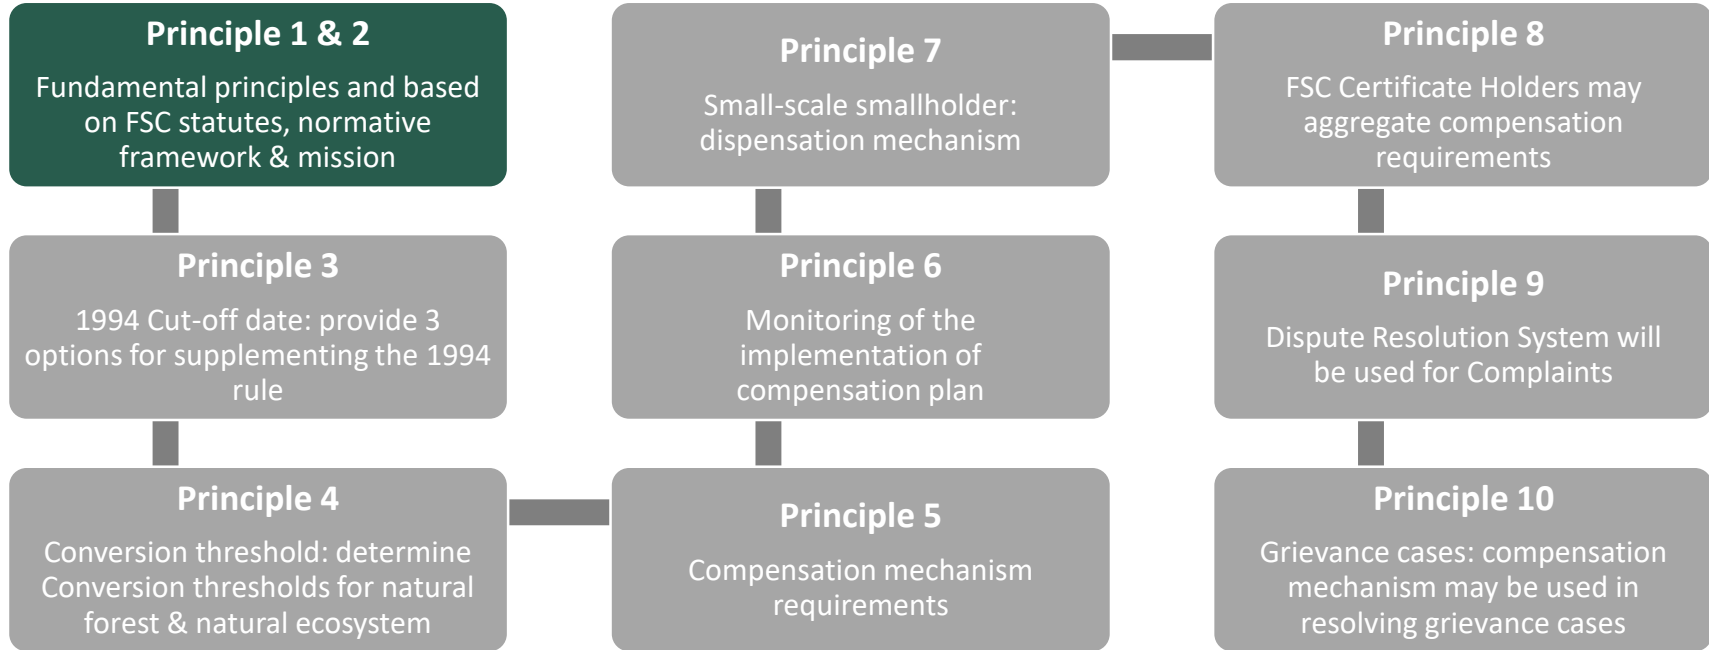 Principle 1 & 2
Fundamental principles and based
on FSC statutes, normative
framework & mission
Principle 3
1994 Cut-off date: provide 3
options for supplementing the 1994
rule
Principle 4
Conversion threshold: determine
Conversion thresholds for natural
forest & natural ecosystem
Principle 5
Compensation mechanism
requirements
Principle 6
Monitoring of the
implementation of
compensation plan
Principle 7
Small-scale smallholder:
dispensation mechanism
Principle 8
FSC Certificate Holders may
aggregate compensation
requirements
Principle 9
Dispute Resolution System will
be used for Complaints
Principle 10
Grievance cases: compensation
mechanism may be used in
resolving grievance cases